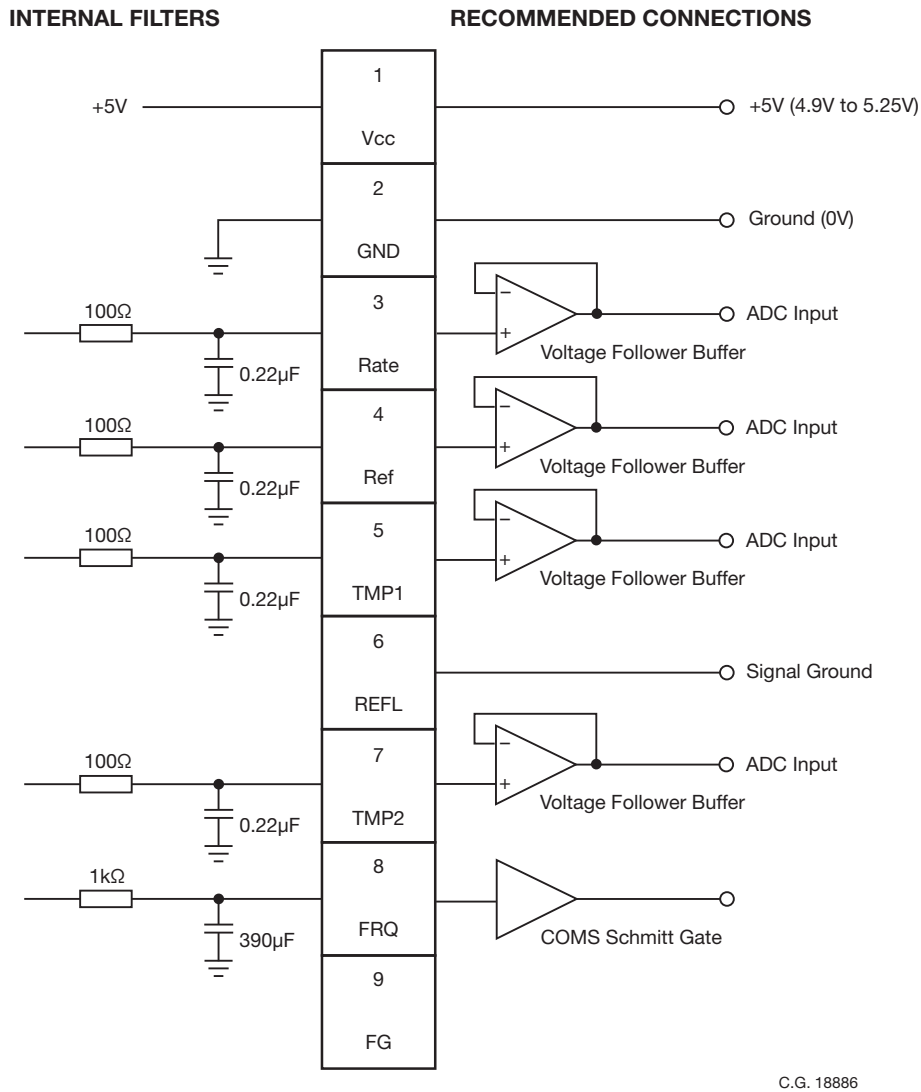 INTERNAL FILTERS
RECOMMENDED CONNECTIONS
1
+5V
+5V (4.9V to 5.25V)
Vcc
2
Ground (0V)
GND
3
100Ω
ADC Input
Rate
Voltage Follower Buffer
0.22µF
4
100Ω
ADC Input
Ref
Voltage Follower Buffer
0.22µF
5
100Ω
ADC Input
TMP1
Voltage Follower Buffer
0.22µF
6
Signal Ground
REFL
7
100Ω
ADC Input
TMP2
Voltage Follower Buffer
0.22µF
8
1kΩ
FRQ
COMS Schmitt Gate
390µF
9
FG
C.G. 18886